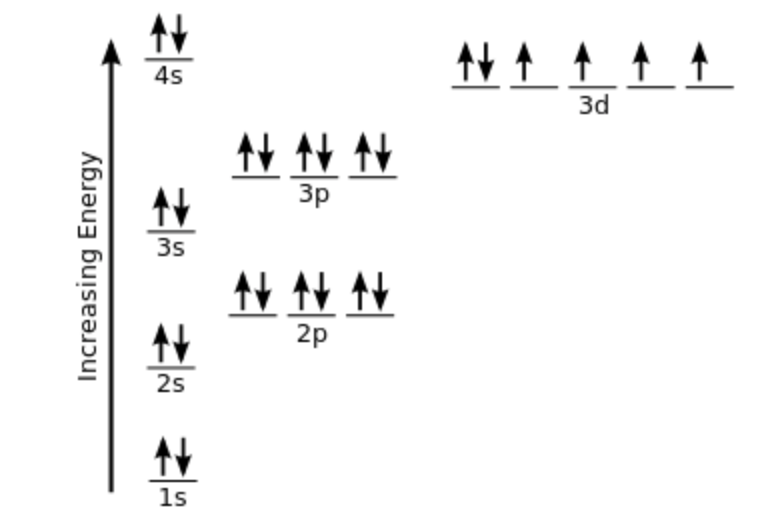 4s
3d
3p
3s
2p
2s
1s
Increasing Energy